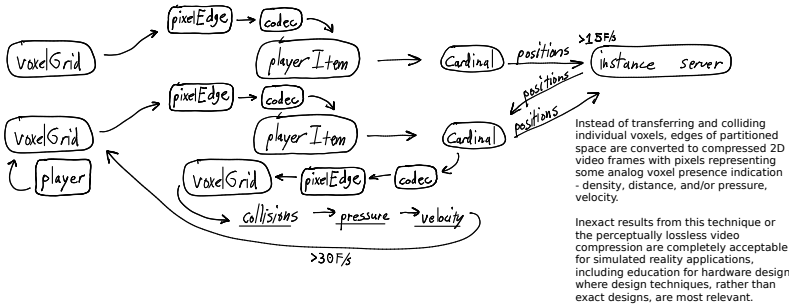 pixelEdge
codec
>15F/s
voxelGrid
playerItem
Cardinal
positions
instance server
positions
pixelEdge
codec
positions
voxelGrid
playerItem
Cardinal
player
voxelGrid
pixelEdge
codec
collisions
pressure
velocity
>30F/s
Instead of transferring and colliding
individual voxels, edges of partitioned
space are converted to compressed 2D
video frames with pixels representing
some analog voxel presence indication
- density, distance, and/or pressure,
velocity.
Inexact results from this technique or
the perceptually lossless video
compression are completely acceptable
for simulated reality applications,
including education for hardware design
where design techniques, rather than
exact designs, are most relevant.